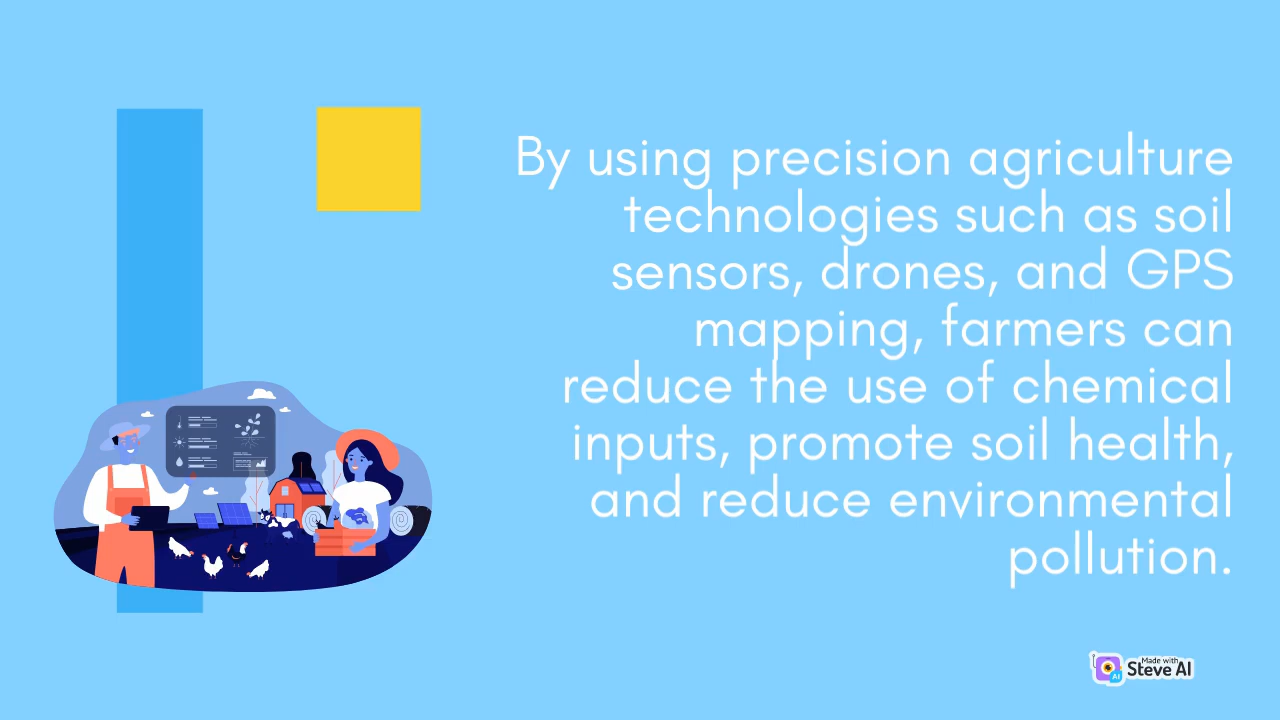 By using precision agriculture
technologies such as soil
sensors, drones, and GPS
mapping, farmers can
reduce the use of chemical
inputs, promote soil health,
and reduce environmental
pollution.
Made with
Steve AI
AI